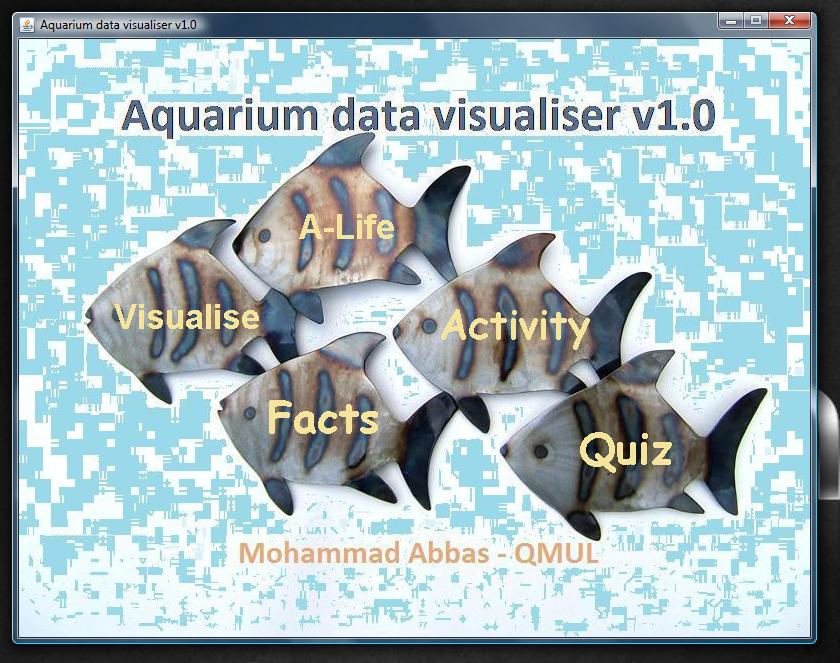 Aquarium data visualiser v1.0
Aquarium data visualiser v1.0
A-Life
Visualise
Activity
Facts
Quiz
Mohammad Abbas - QMUL